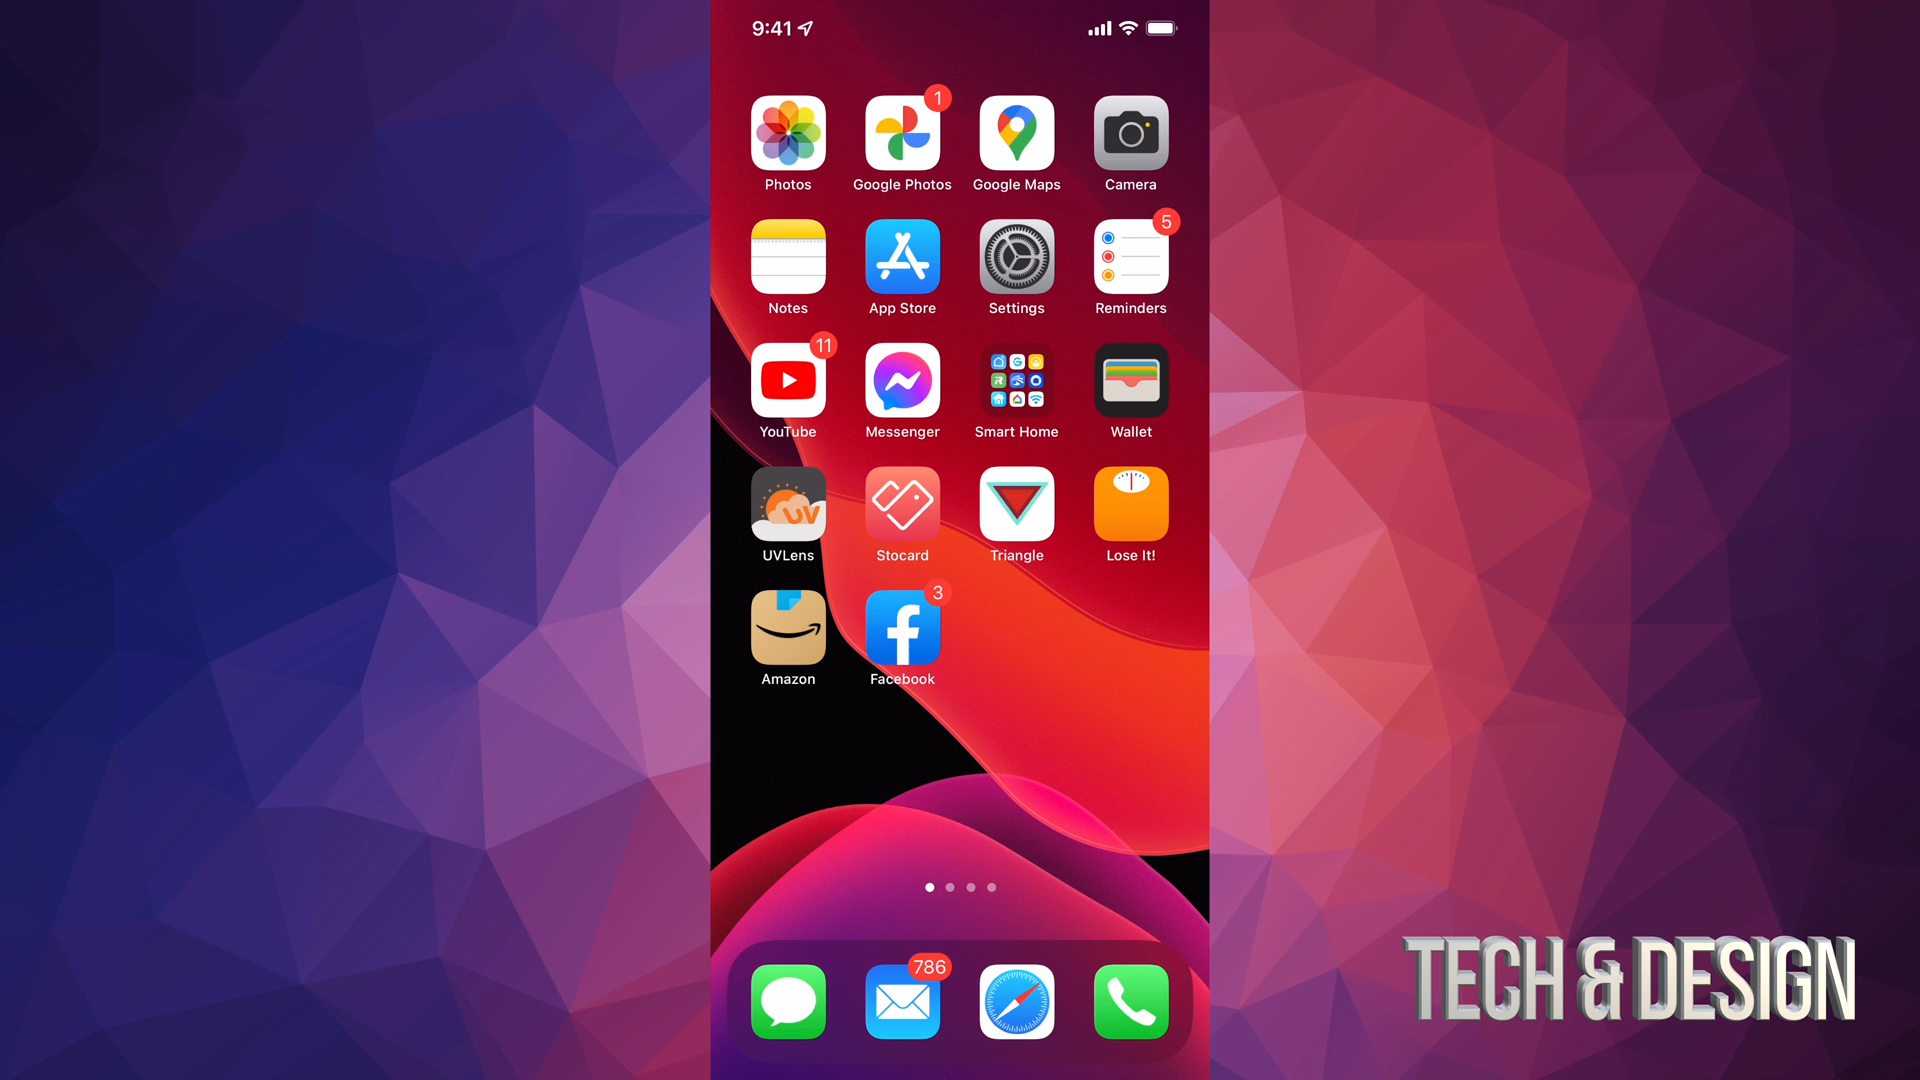 9:41
1
Photos Google Photos Google Maps Camera
5
Notes App Store Settings Reminders
11
YouTube Messenger Smart Home Wallet
UV
UVLens Stocard Triangle Lose It!
3
Amazon Facebook
786
TECH & DESIGN